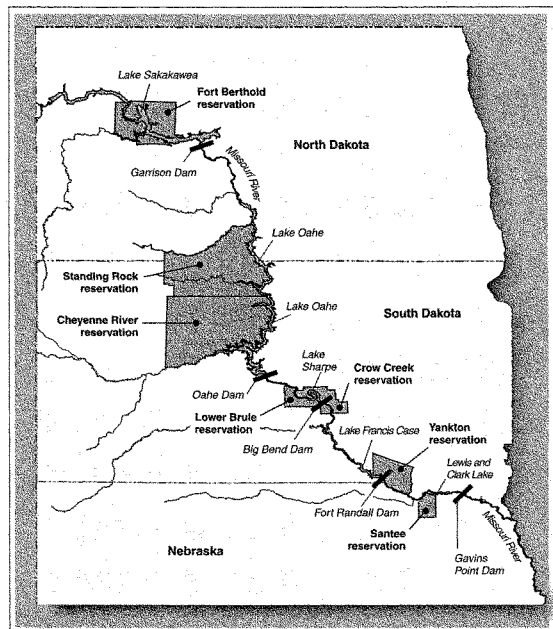 Lake Sakakawea
Fort Berthold
reservation
North Dakota
Missouri River
Garrison Dam
Lake Oahe
Standing Rock
reservation
Cheyenne River
reservation
Lake Oahe
South Dakota
Lake
Sharpe
Oahe Dam
Crow Creek
reservation
Lower Brule
reservation
Big Bend Dam
Lake Francis Case
Yankton
reservation
Lewis and
Clark Lake
Fort Randall Dam
Santee
reservation
Missouri River
Nebraska
Gavins
Point Dam